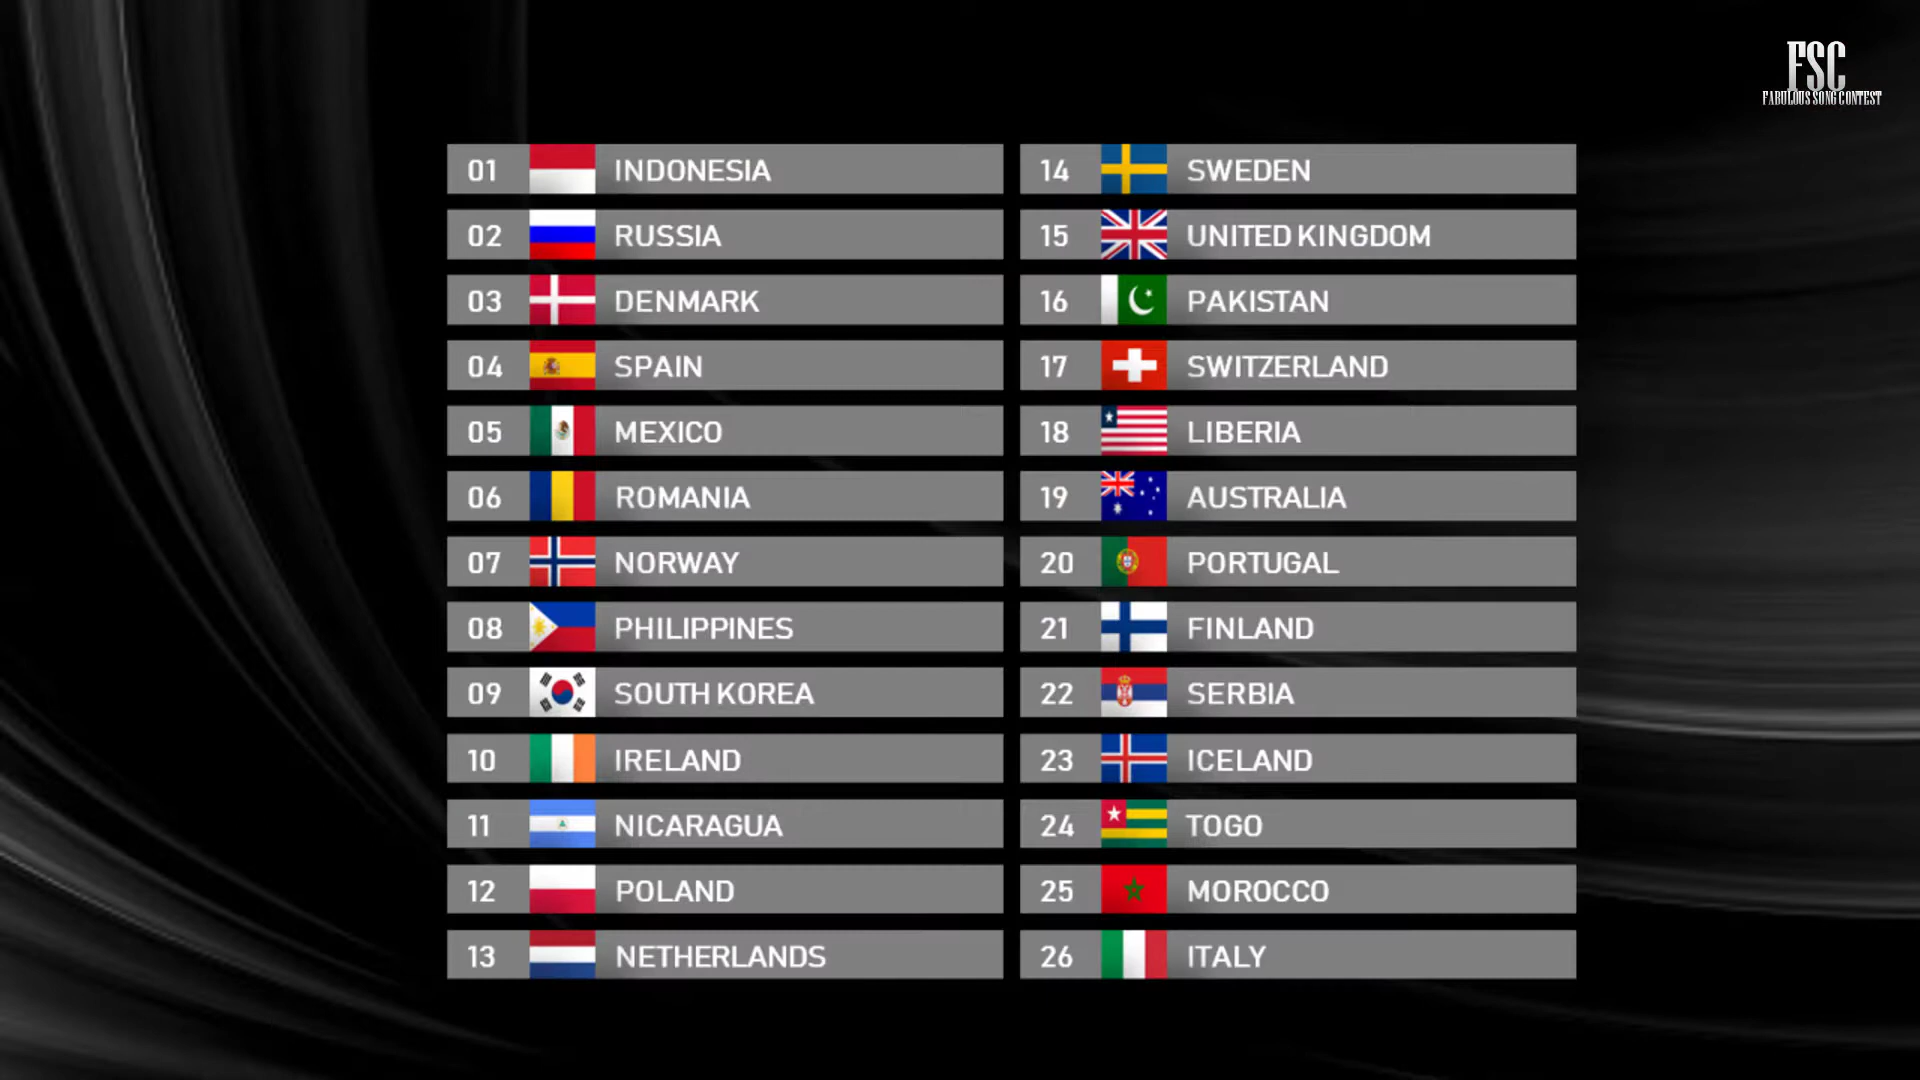 FSC
FABULOUS SONG CONTEST
01 INDONESIA
02 RUSSIA
03 DENMARK
04 SPAIN
05 MEXICO
06 ROMANIA
07 NORWAY
08 PHILIPPINES
09 SOUTH KOREA
10 IRELAND
11 NICARAGUA
12 POLAND
13 NETHERLANDS
14 SWEDEN
15 UNITED KINGDOM
16 PAKISTAN
17 SWITZERLAND
18 LIBERIA
19 AUSTRALIA
20 PORTUGAL
21 FINLAND
22 SERBIA
23 ICELAND
24 TOGO
25 MOROCCO
26 ITALY